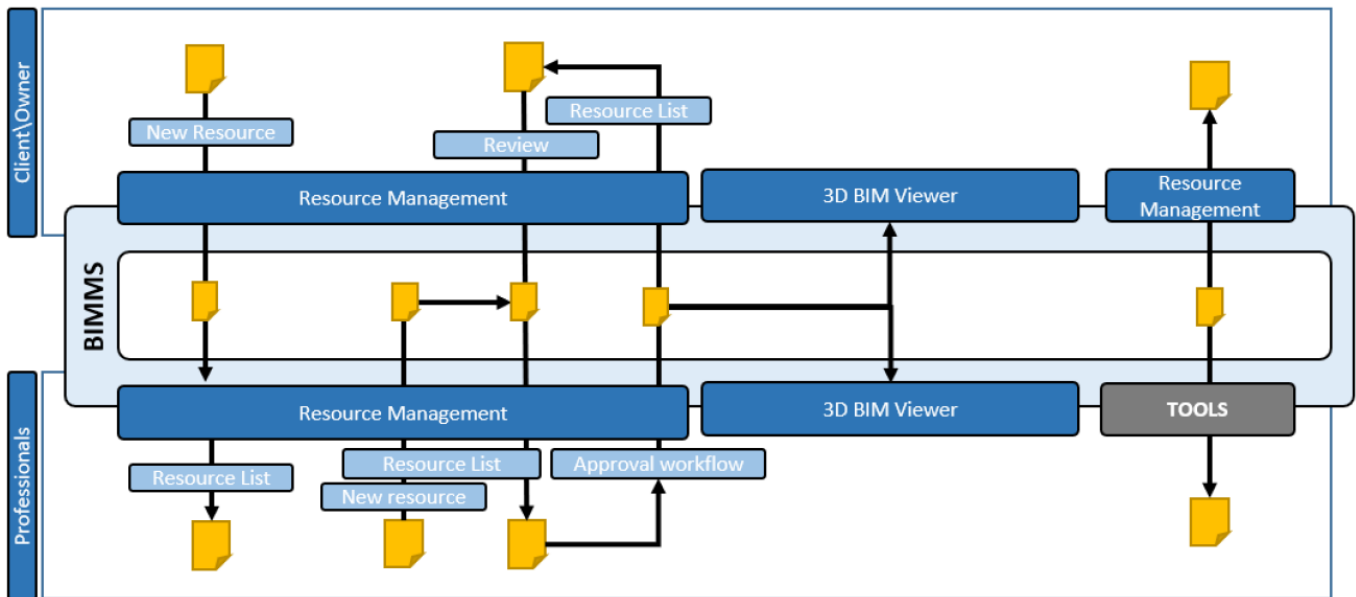 Client\Owner
New Resource
Resource List
Review
Resource Management
3D BIM Viewer
Resource
Management
BIMMS
Resource Management
3D BIM Viewer
TOOLS
Professionals
Resource List
Resource List
Approval workflow
New resource